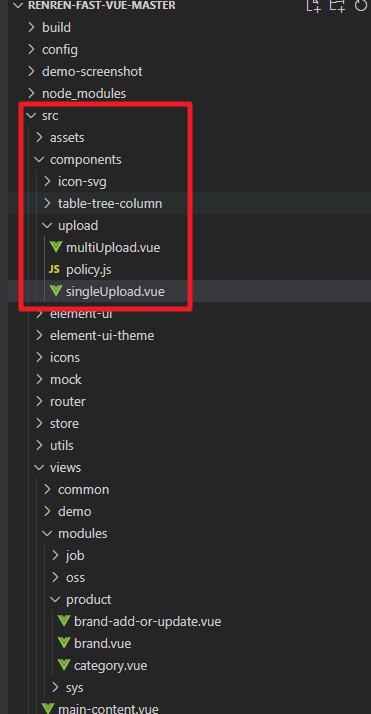 RENREN-FAST-VUE-MASTER
build
config
demo-screenshot
node_modules
src
assets
components
icon-svg
table-tree-column
upload
multiUpload.vue
JS policy.js
singleUpload.vue
element-ui
element-ui-theme
icons
mock
router
store
utils
views
common
demo
modules
job
oss
product
brand-add-or-update.vue
brand.vue
category.vue
sys
main-content.vue